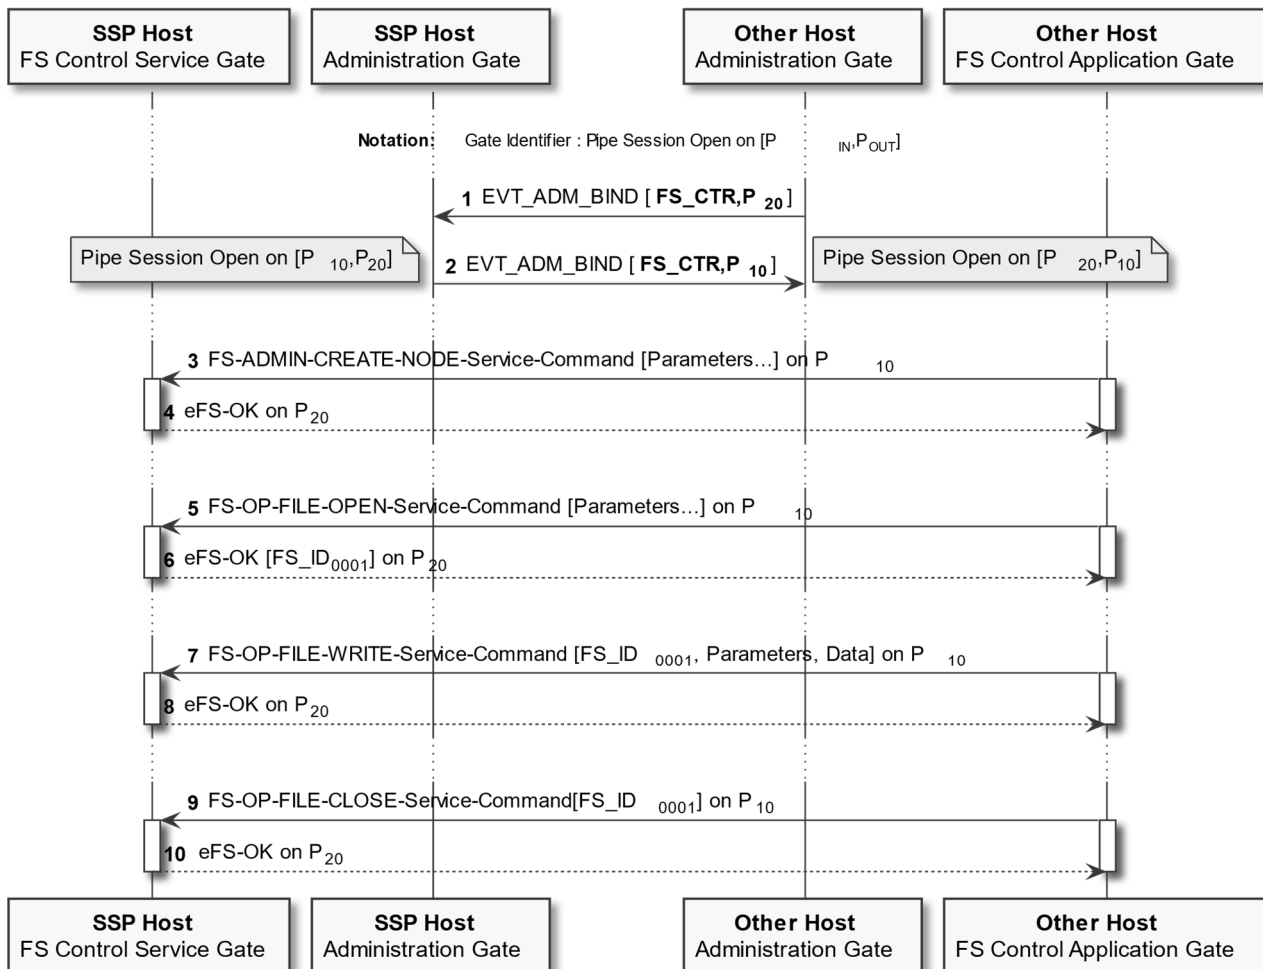 SSP Host
FS Control Service Gate
SSP Host
Administration Gate
Other Host
Administration Gate
Other Host
FS Control Application Gate
Notation: Gate Identifier : Pipe Session Open on [P IN,POUT]
1 EVT_ADM_BIND [ FS_CTR,P 20 ]
Pipe Session Open on [P 10,P20]
2 EVT_ADM_BIND [ FS_CTR,P 10 ]
Pipe Session Open on [P 20,P10]
3 FS-ADMIN-CREATE-NODE-Service-Command [Parameters...] on P 10
4 eFS-OK on P20
5 FS-OP-FILE-OPEN-Service-Command [Parameters...] on P 10
6 eFS-OK [FS_ID0001] on P20
7 FS-OP-FILE-WRITE-Service-Command [FS_ID 0001, Parameters, Data] on P 10
8 eFS-OK on P20
9 FS-OP-FILE-CLOSE-Service-Command[FS_ID 0001] on P10
10 eFS-OK on P20
SSP Host
FS Control Service Gate
SSP Host
Administration Gate
Other Host
Administration Gate
Other Host
FS Control Application Gate